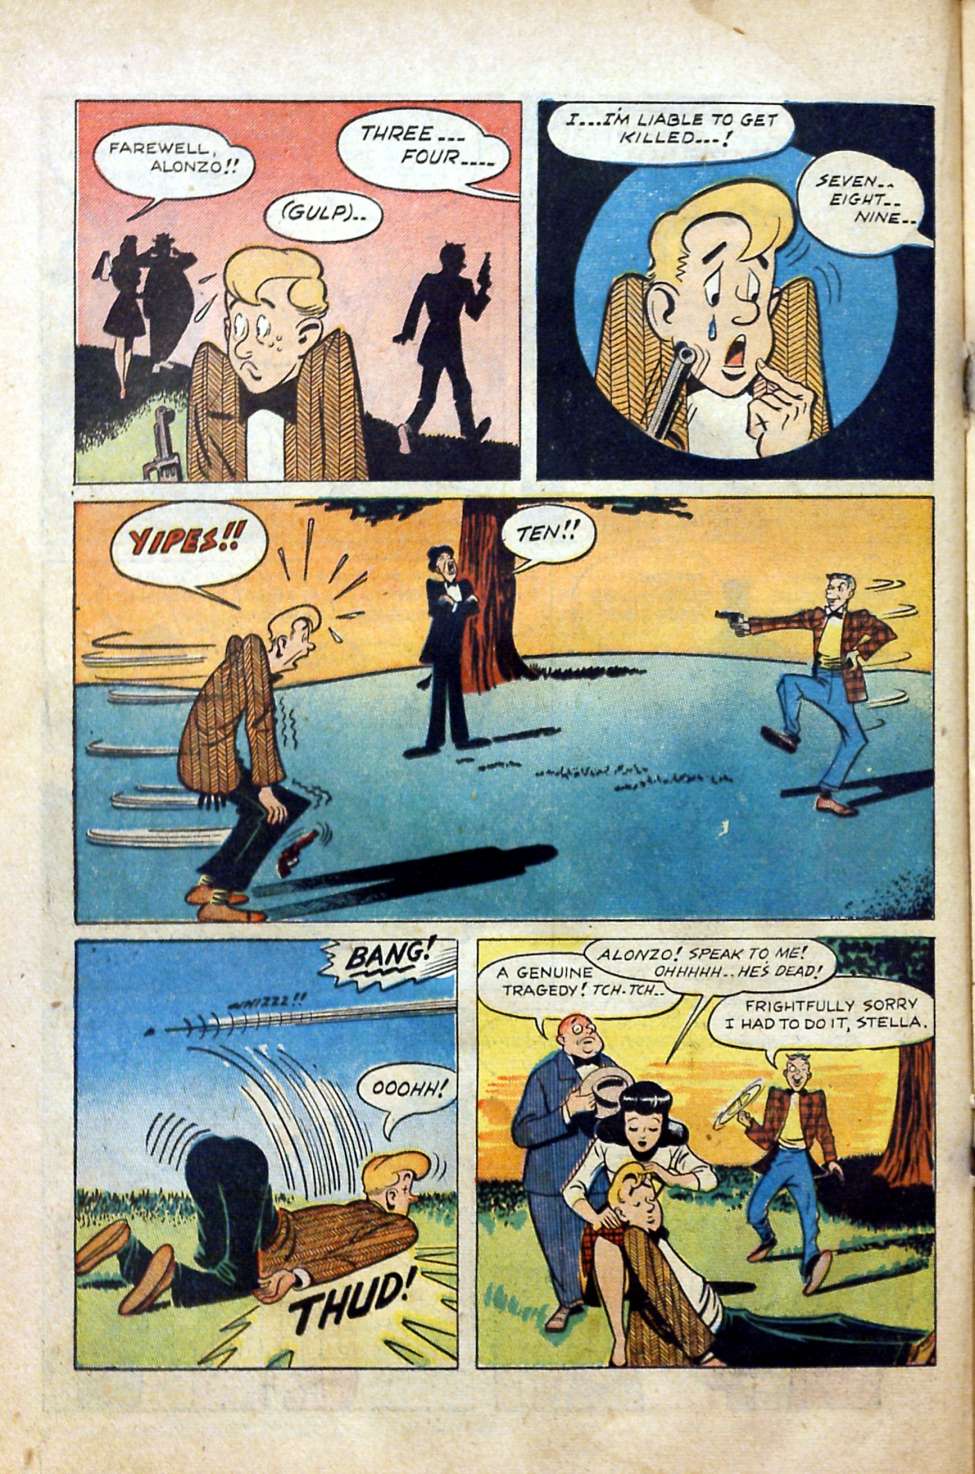 FAREWELL,
ALONZO!!
(GULP)..
THREE...
FOUR....
I...I'M LIABLE TO GET
KILLED...!
SEVEN..
EIGHT..
NINE..
YIPES!!
TEN!!
BANG!
WHIZZZ!!
OOOHH!
THUD!
A GENUINE
TRAGEDY! TCH-TCH..
ALONZO! SPEAK TO ME!
OHHHHH..HE'S DEAD!
FRIGHTFULLY SORRY
I HAD TO DO IT, STELLA.